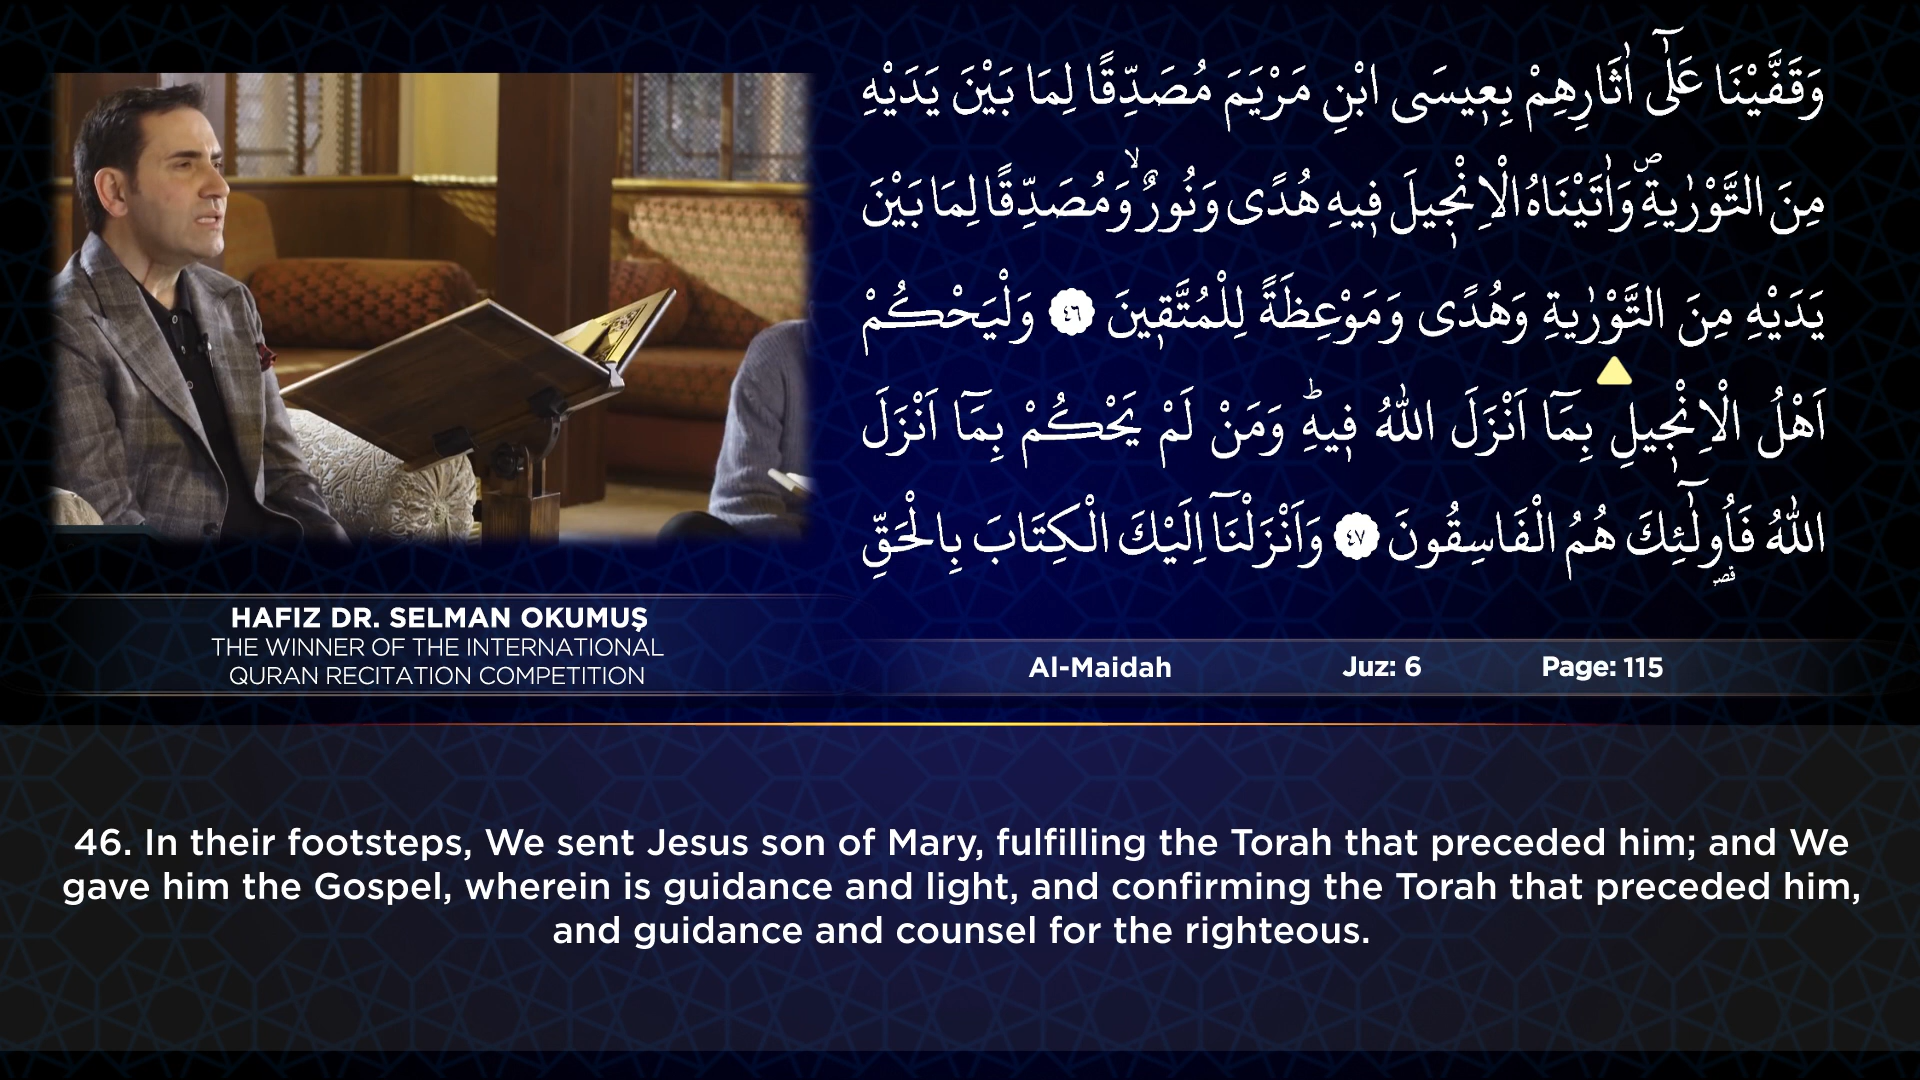 وَقَفَّيْنَا عَلٰٓى اٰثَارِهِمْ بِعٖيسَى ابْنِ مَرْيَمَ مُصَدِّقًا لِمَا بَيْنَ يَدَيْهِ
مِنَ التَّوْرٰيةِۖ وَاٰتَيْنَاهُ الْاِنْجٖيلَ فٖيهِ هُدًى وَنُورٌۙ وَمُصَدِّقًا لِمَا بَيْنَ
يَدَيْهِ مِنَ التَّوْرٰيةِ وَهُدًى وَمَوْعِظَةً لِلْمُتَّقٖينَ ٤٦ وَلْيَحْكُمْ
اَهْلُ الْاِنْجٖيلِ بِمَٓا اَنْزَلَ اللّٰهُ فٖيهِؕ وَمَنْ لَمْ يَحْكُمْ بِمَٓا اَنْزَلَ
اللّٰهُ فَاُو۬لٰٓئِكَ هُمُ الْفَاسِقُونَ ٤٧ وَاَنْزَلْنَٓا اِلَيْكَ الْكِتَابَ بِالْحَقِّ
HAFIZ DR. SELMAN OKUMUŞ
THE WINNER OF THE INTERNATIONAL
QURAN RECITATION COMPETITION
Al-Maidah Juz: 6 Page: 115
46. In their footsteps, We sent Jesus son of Mary, fulfilling the Torah that preceded him; and We
gave him the Gospel, wherein is guidance and light, and confirming the Torah that preceded him,
and guidance and counsel for the righteous.